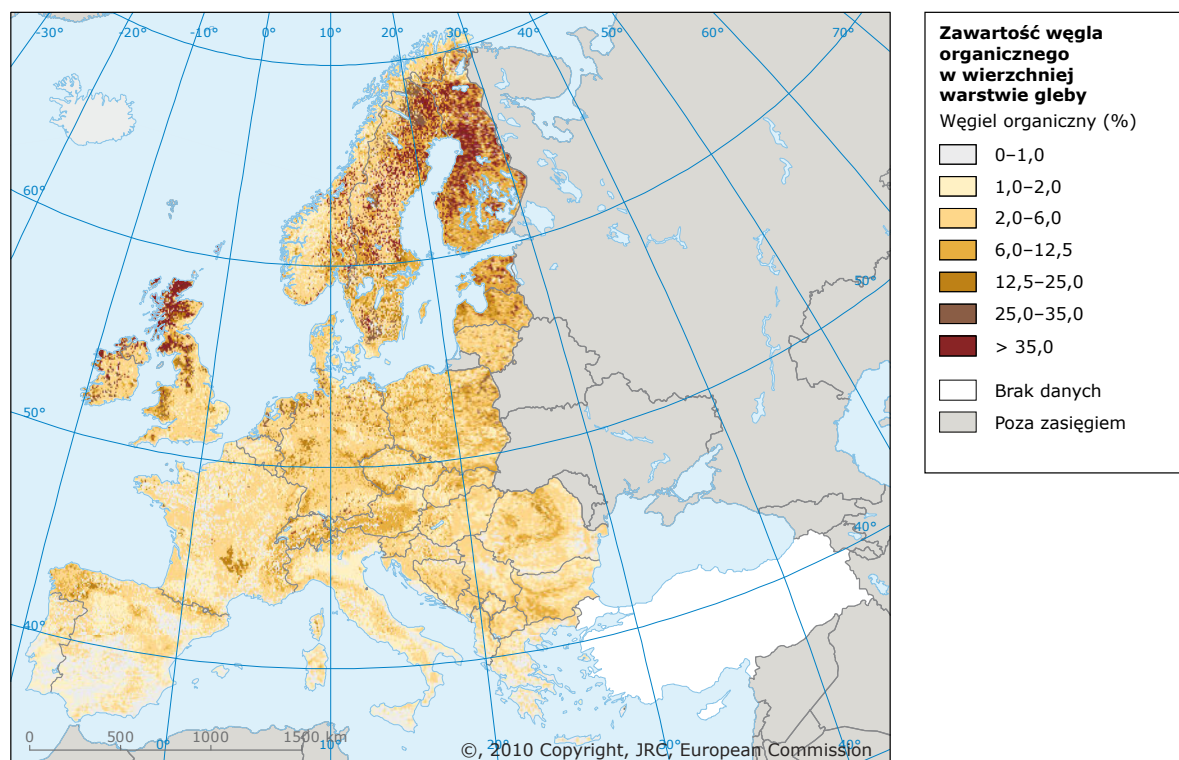 -30° -20° -10° 0° 10° 20° 30° 40° 50° 60° 70°
60°
50°
50°
40°
40°
0 500 1000 1500 km
0° 10° 20° 30° 40°
©, 2010 Copyright, JRC, European Commission
Zawartość węgla
organicznego
w wierzchniej
warstwie gleby
Węgiel organiczny (%)
0–1,0
1,0–2,0
2,0–6,0
6,0–12,5
12,5–25,0
25,0–35,0
> 35,0
Brak danych
Poza zasięgiem